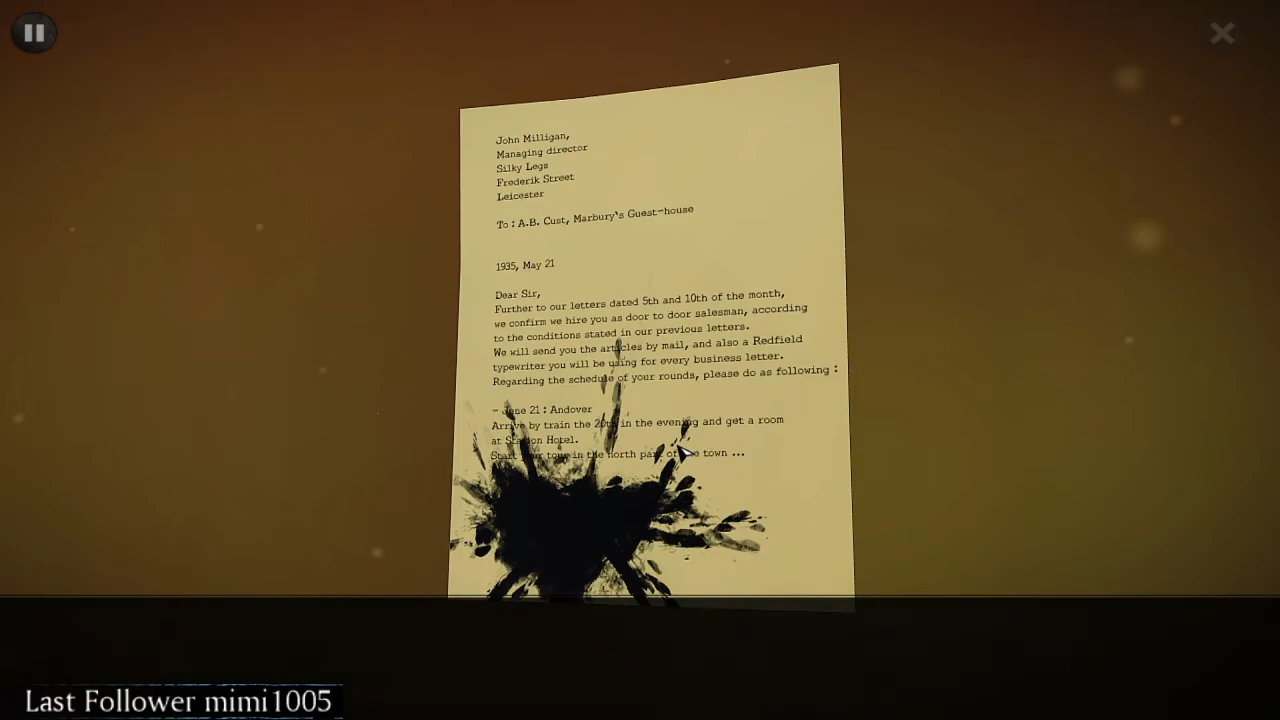 John Milligan,
Managing director
Silky Legs
Frederik Street
Leicester
To : A.B. Cust, Marbury's Guest-house
1935, May 21
Dear Sir,
Further to our letters dated 5th and 10th of the month,
we confirm we hire you as door to door salesman, according
to the conditions stated in our previous letters.
We will send you the articles by mail, and also a Redfield
typewriter you will be using for every business letter.
Regarding the schedule of your rounds, please do as following :
- June 21 : Andover
Arrive by train the 20th in the evening and get a room
at Station Hotel.
Start your tour in the north part of the town ...
Last Follower mimi1005